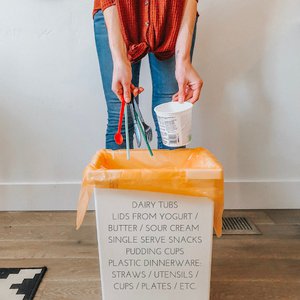 DAIRY TUBS
LIDS FROM YOGURT /
BUTTER / SOUR CREAM
SINGLE SERVE SNACKS
PUDDING CUPS
PLASTIC DINNERWARE:
STRAWS / UTENSILS /
CUPS / PLATES / ETC.